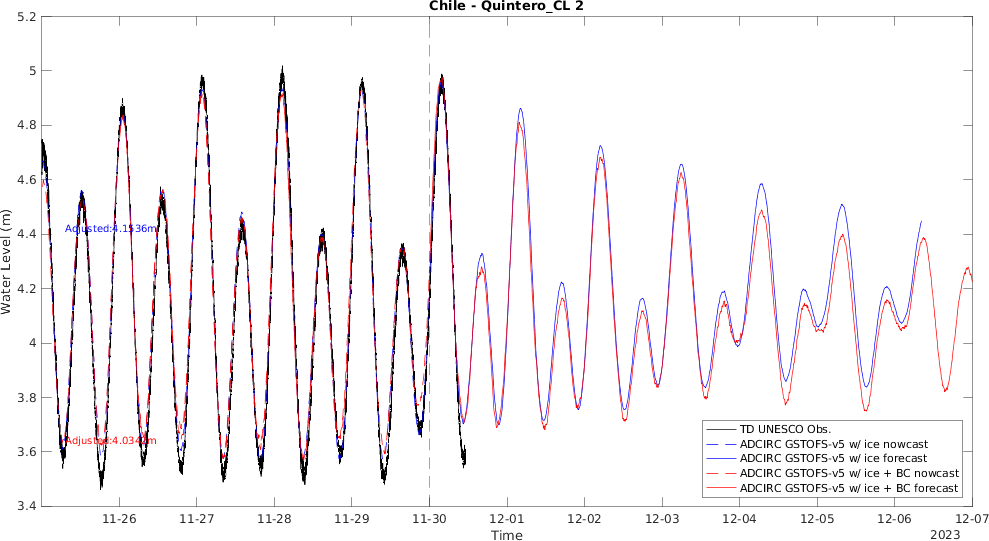 Chile - Quintero_CL 2
Water Level (m)
5.2
5
4.8
4.6
4.4
4.2
4
3.8
3.6
3.4
Adjusted:4.1536m
TD UNESCO Obs.
ADCIRC GSTOFS-v5 w/ ice nowcast
ADCIRC GSTOFS-v5 w/ ice forecast
ADCIRC GSTOFS-v5 w/ ice + BC nowcast
ADCIRC GSTOFS-v5 w/ ice + BC forecast
11-26
11-27
11-28
11-29
11-30
12-01
12-02
12-03
12-04
12-05
12-06
12-07
Time
2023